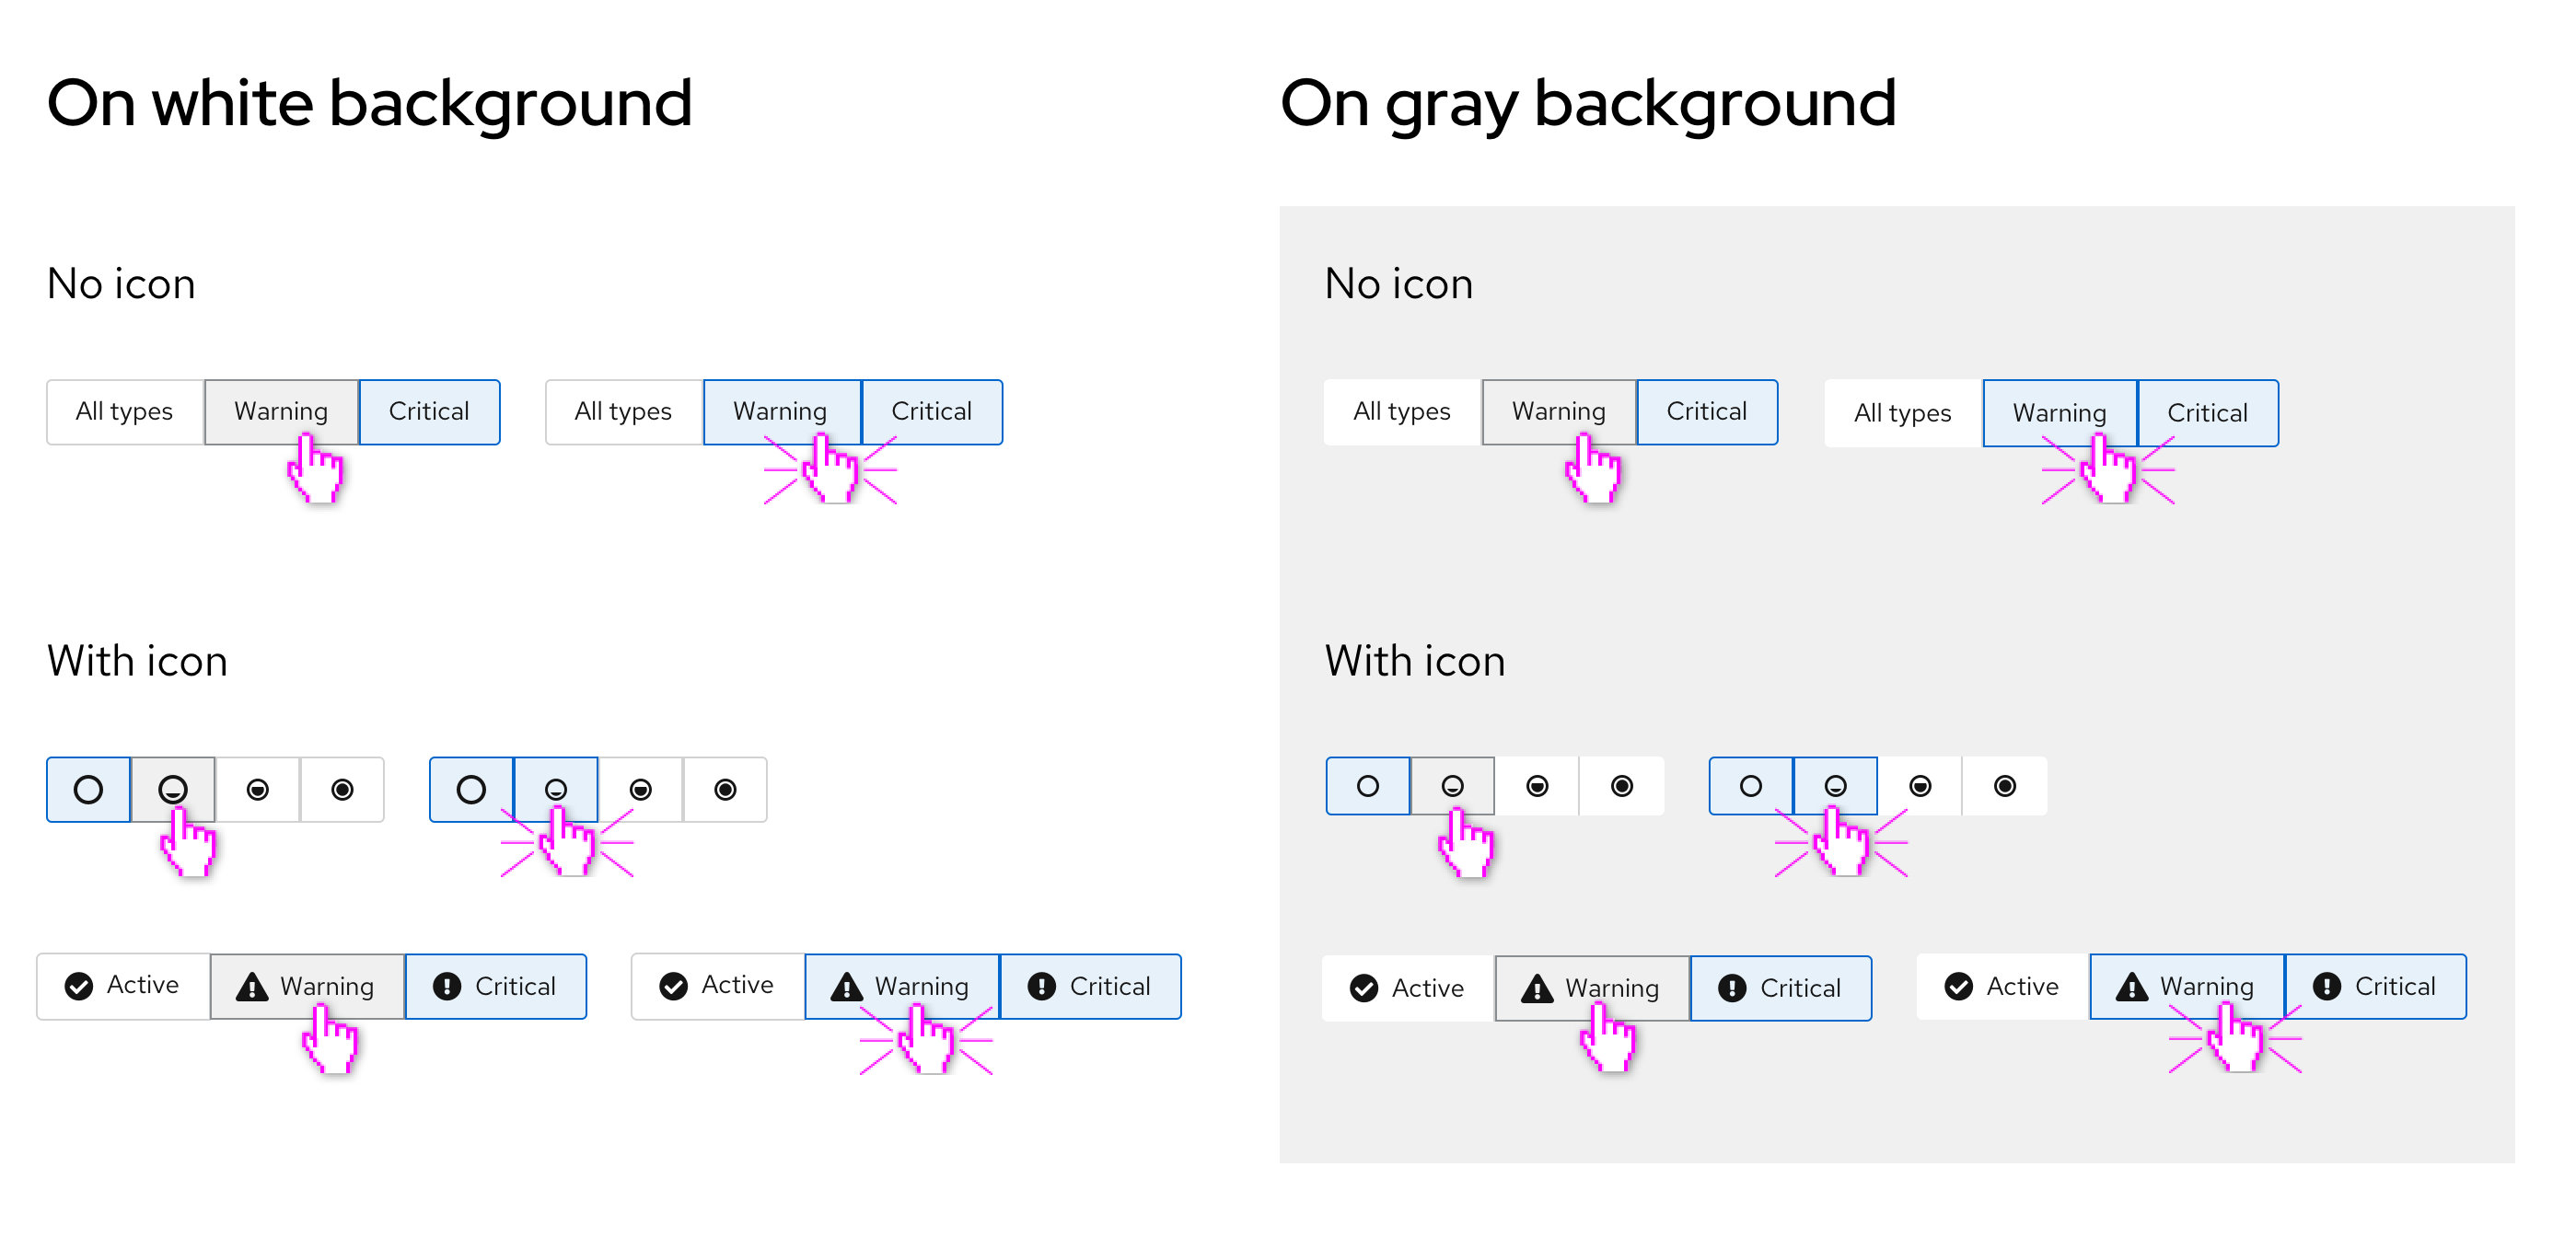 On white background
No icon
All types Warning Critical All types Warning Critical
With icon
Active Warning Critical Active Warning Critical
On gray background
No icon
All types Warning Critical All types Warning Critical
With icon
Active Warning Critical Active Warning Critical